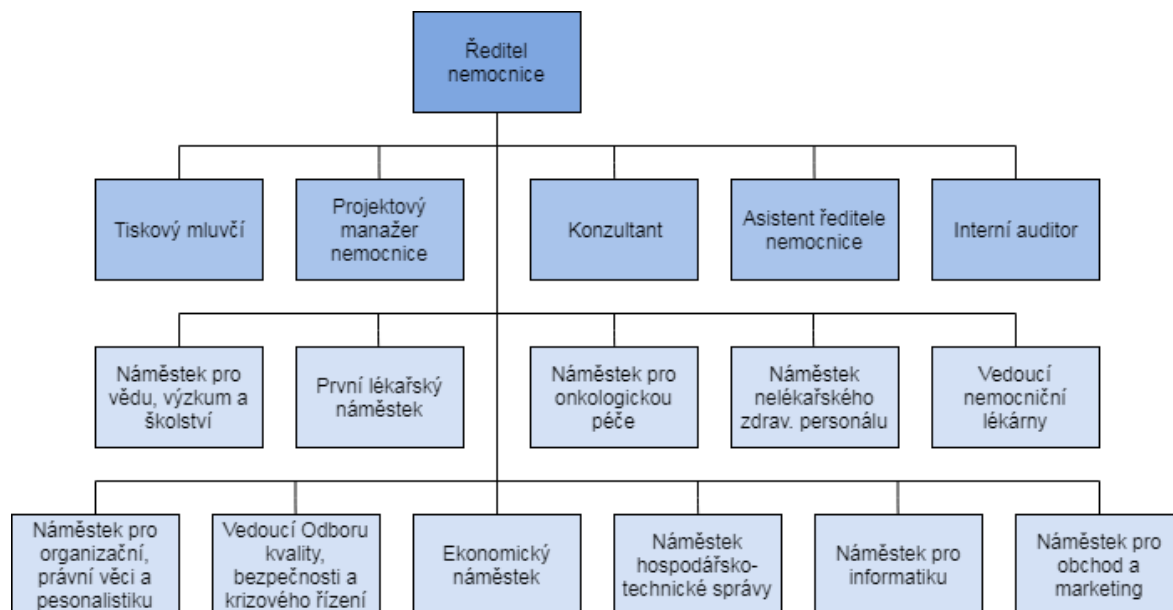 Ředitel
nemocnice
Tiskový mluvčí
Projektový
manažer
nemocnice
Konzultant
Asistent ředitele
nemocnice
Interní auditor
Náměstek pro
vědu, výzkum a
školství
První lékařský
náměstek
Náměstek pro
onkologickou
péče
Náměstek
nelékařského
zdrav. personálu
Vedoucí
nemocniční
lékárny
Náměstek pro
organizační,
právní věci a
pesonalistiku
Vedoucí Odboru
kvality,
bezpečnosti a
krizového řízení
Ekonomický
náměstek
Náměstek
hospodářsko-
technické správy
Náměstek pro
informatiku
Náměstek pro
obchod a
marketing